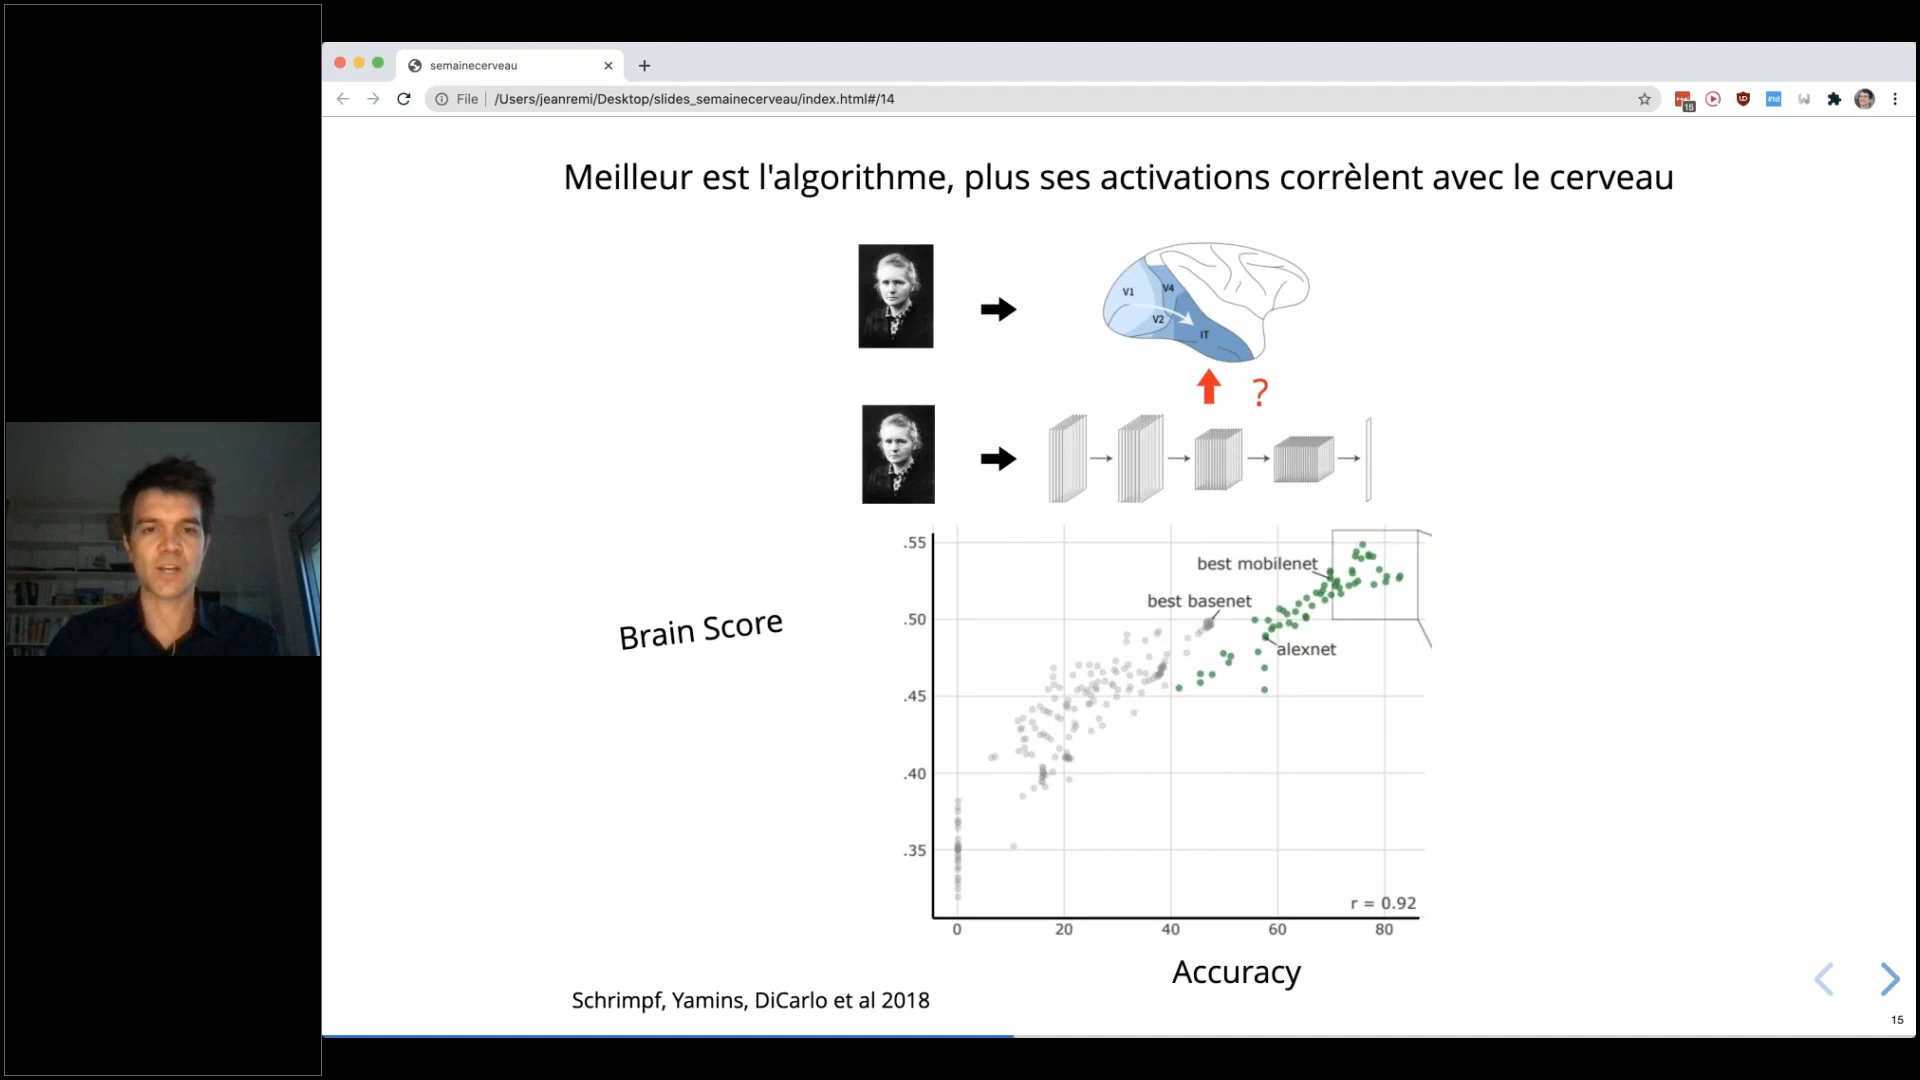 semainecerveau
File
/Users/jeanremi/Desktop/slides_semainecerveau/index.html#/14
15
Meilleur est l'algorithme, plus ses activations corrèlent avec le cerveau
V1
V4
V2
IT
?
Brain Score
.55
.50
.45
.40
.35
best mobilenet
best basenet
alexnet
r = 0.92
0 20 40 60 80
Accuracy
Schrimpf, Yamins, DiCarlo et al 2018
15